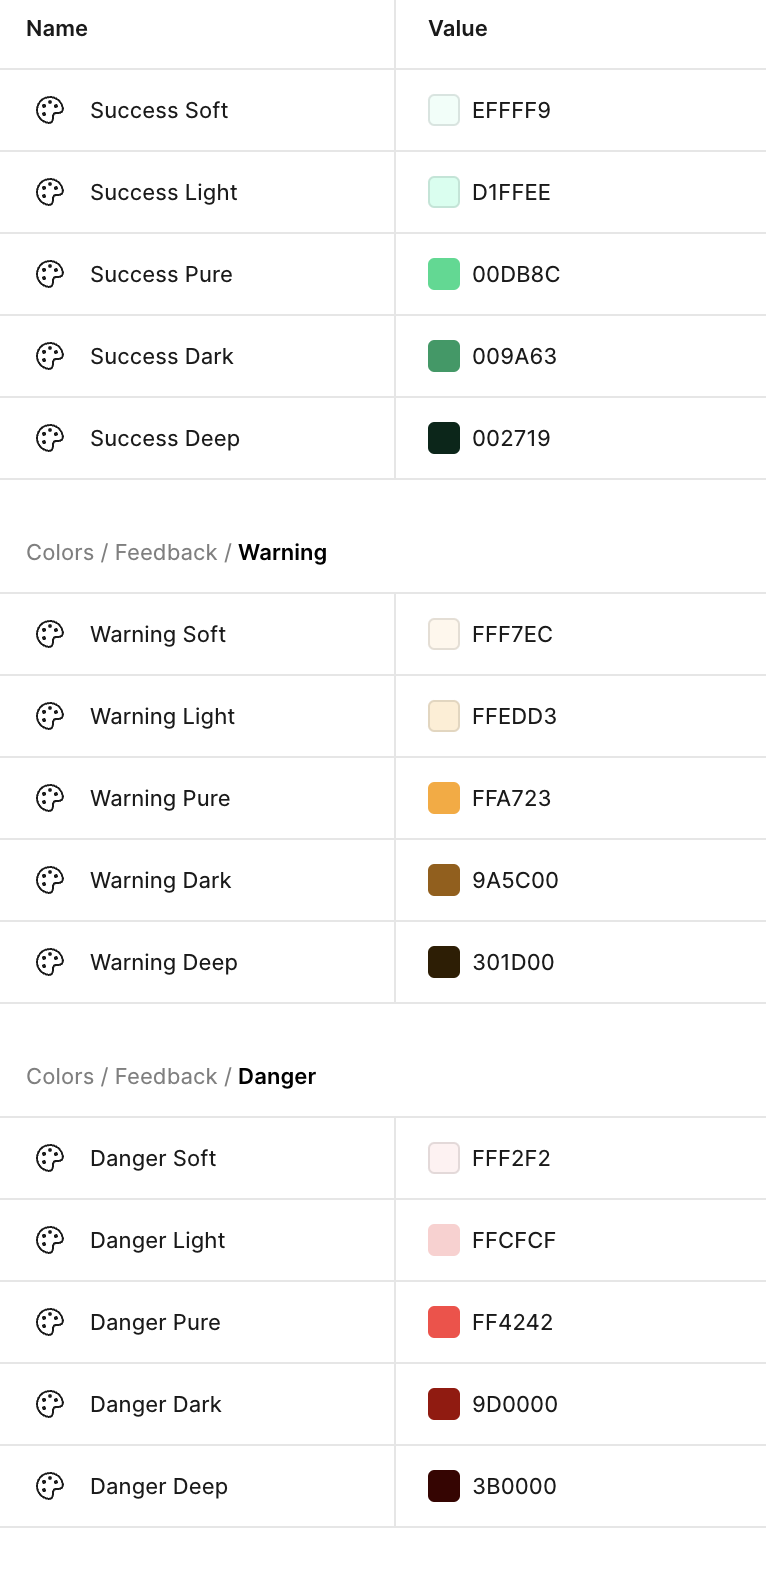 Name Value
Success Soft EFFFF9
Success Light D1FFEE
Success Pure 00DB8C
Success Dark 009A63
Success Deep 002719
Colors / Feedback / Warning
Warning Soft FFF7EC
Warning Light FFEDD3
Warning Pure FFA723
Warning Dark 9A5C00
Warning Deep 301D00
Colors / Feedback / Danger
Danger Soft FFF2F2
Danger Light FFCFCF
Danger Pure FF4242
Danger Dark 9D0000
Danger Deep 3B0000